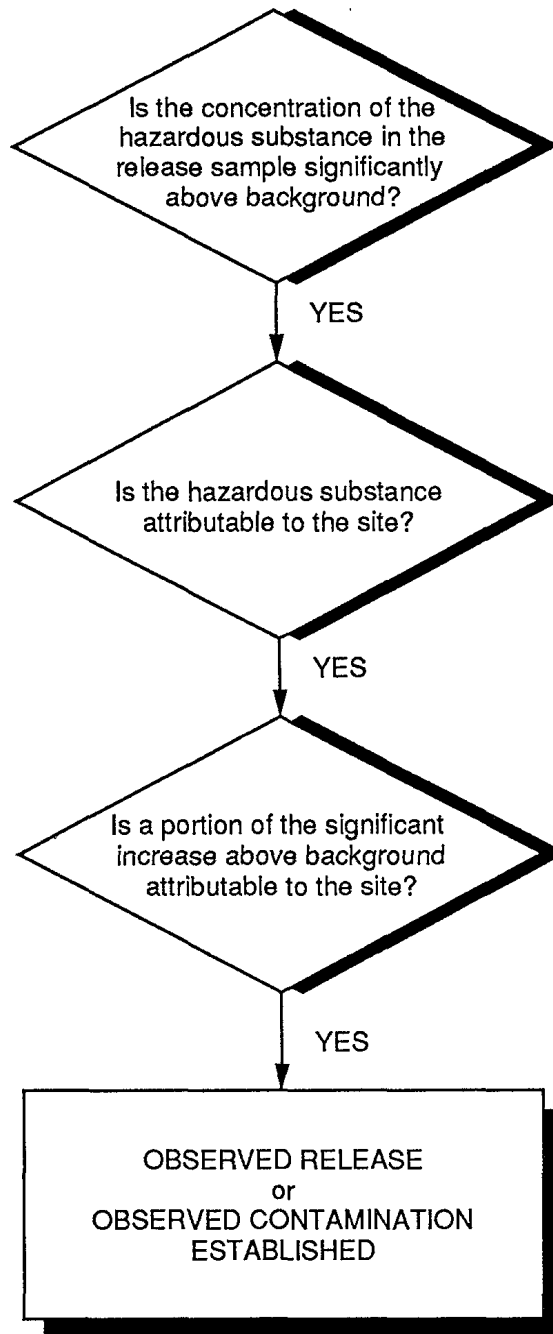 Is the concentration of the
hazardous substance in the
release sample significantly
above background?
YES
Is the hazardous substance
attributable to the site?
YES
Is a portion of the significant
increase above background
attributable to the site?
YES
OBSERVED RELEASE
or
OBSERVED CONTAMINATION
ESTABLISHED